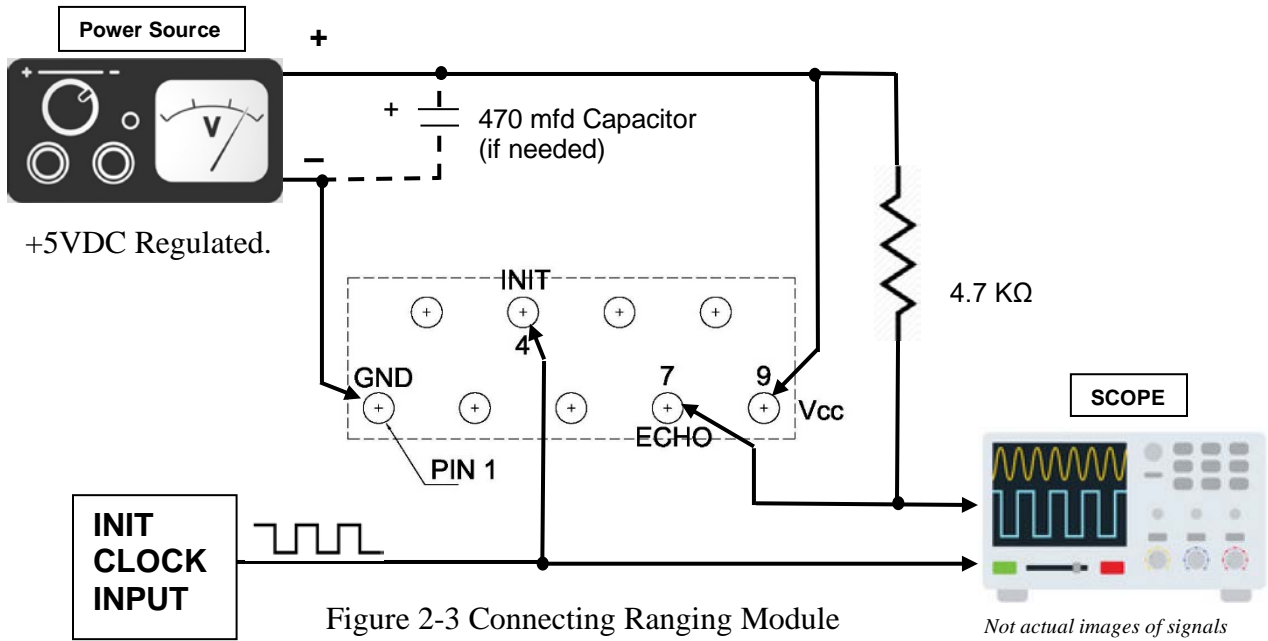 Power Source
+
+ -
V
+
470 mfd Capacitor
(if needed)
–
+5VDC Regulated.
INIT
4
4.7 KΩ
GND
7
9
Vcc
ECHO
PIN 1
SCOPE
INIT
CLOCK
INPUT
Figure 2-3 Connecting Ranging Module
Not actual images of signals